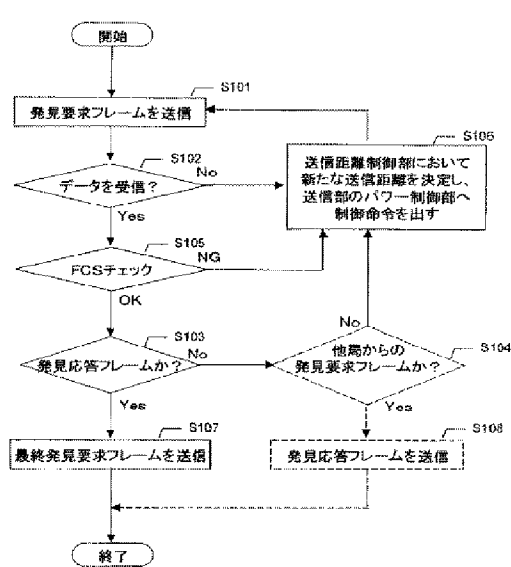 開始
S101
発見要求フレームを送信
S106
送信距離制御部において
新たな送信距離を決定し、
送信部のパワー制御部へ
制御命令を出す
S102
データを受信？
No
Yes
S105
FCSチェック
NG
OK
S103
発見応答フレームか？
No
Yes
No
他局からの
発見要求フレームか？
S104
Yes
S107
最終発見要求フレームを送信
S108
発見応答フレームを送信
終了